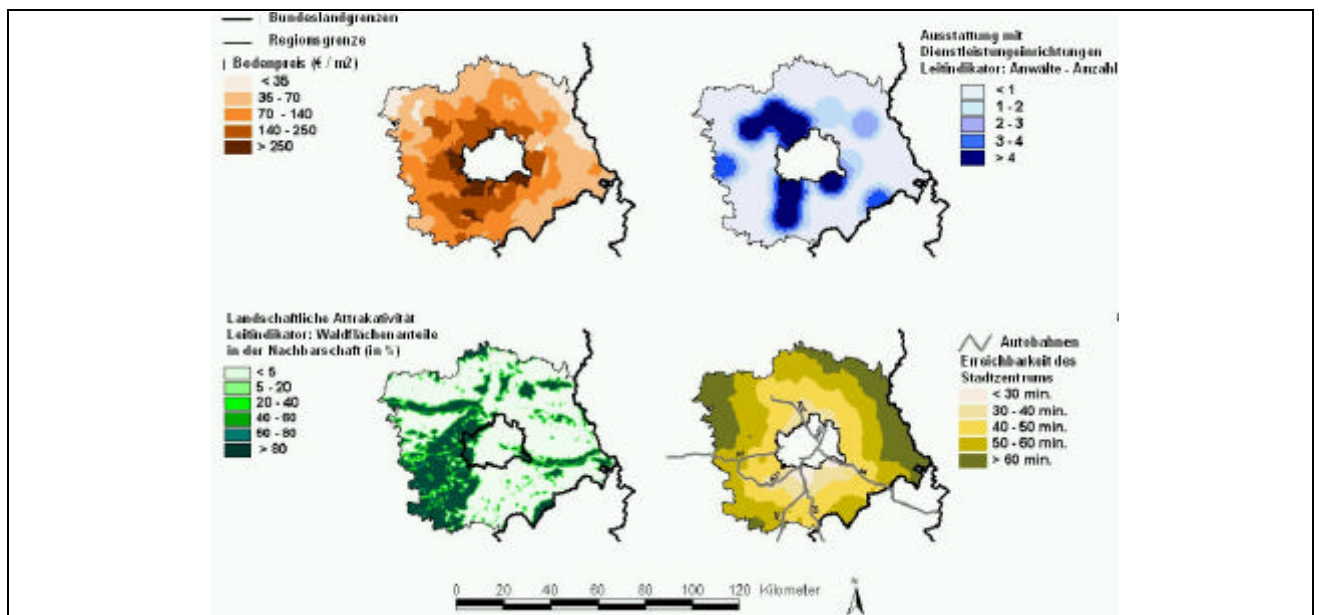 Bundeslandgrenzen
Regionsgrenze
Bodenpreis (€ / m2)
< 35
35 - 70
70 - 140
140 - 250
> 250
Ausstattung mit
Dienstleistungeinrichtungen
Leitindikator: Anwälte - Anzahl
< 1
1 - 2
2 - 3
3 - 4
> 4
Landschaftliche Attrakativität
Leitindikator: Waldflächenanteile
in der Nachbarschaft (in %)
< 5
5 - 20
20 - 40
40 - 60
60 - 80
> 80
Autobahnen
Erreichbarkeit des
Stadtzentrums
< 30 min.
30 - 40 min.
40 - 50 min.
50 - 60 min.
> 60 min.
0 20 40 60 80 100 120 Kilometer
N